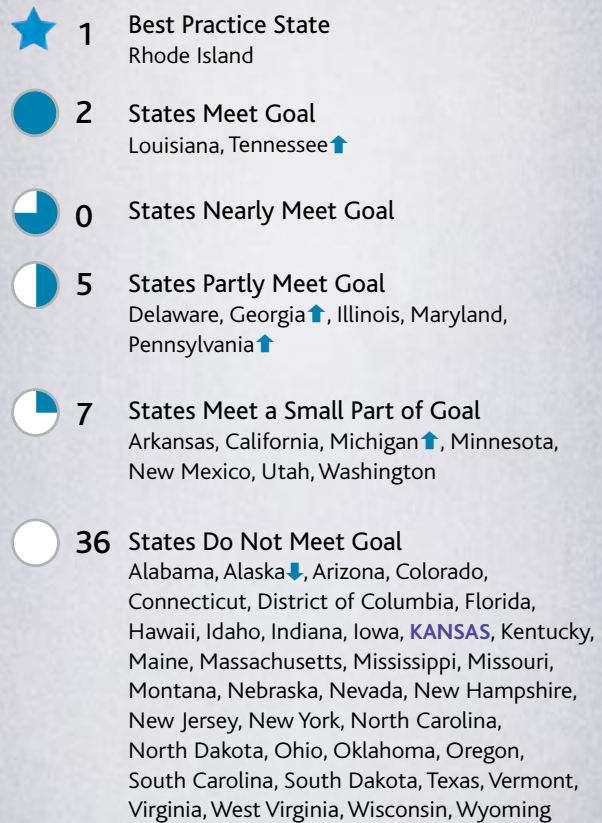 1 Best Practice State
Rhode Island
2 States Meet Goal
Louisiana, Tennessee⬆
0 States Nearly Meet Goal
5 States Partly Meet Goal
Delaware, Georgia⬆, Illinois, Maryland,
Pennsylvania⬆
7 States Meet a Small Part of Goal
Arkansas, California, Michigan⬆, Minnesota,
New Mexico, Utah, Washington
36 States Do Not Meet Goal
Alabama, Alaska⬇, Arizona, Colorado,
Connecticut, District of Columbia, Florida,
Hawaii, Idaho, Indiana, Iowa, KANSAS, Kentucky,
Maine, Massachusetts, Mississippi, Missouri,
Montana, Nebraska, Nevada, New Hampshire,
New Jersey, New York, North Carolina,
North Dakota, Ohio, Oklahoma, Oregon,
South Carolina, South Dakota, Texas, Vermont,
Virginia, West Virginia, Wisconsin, Wyoming